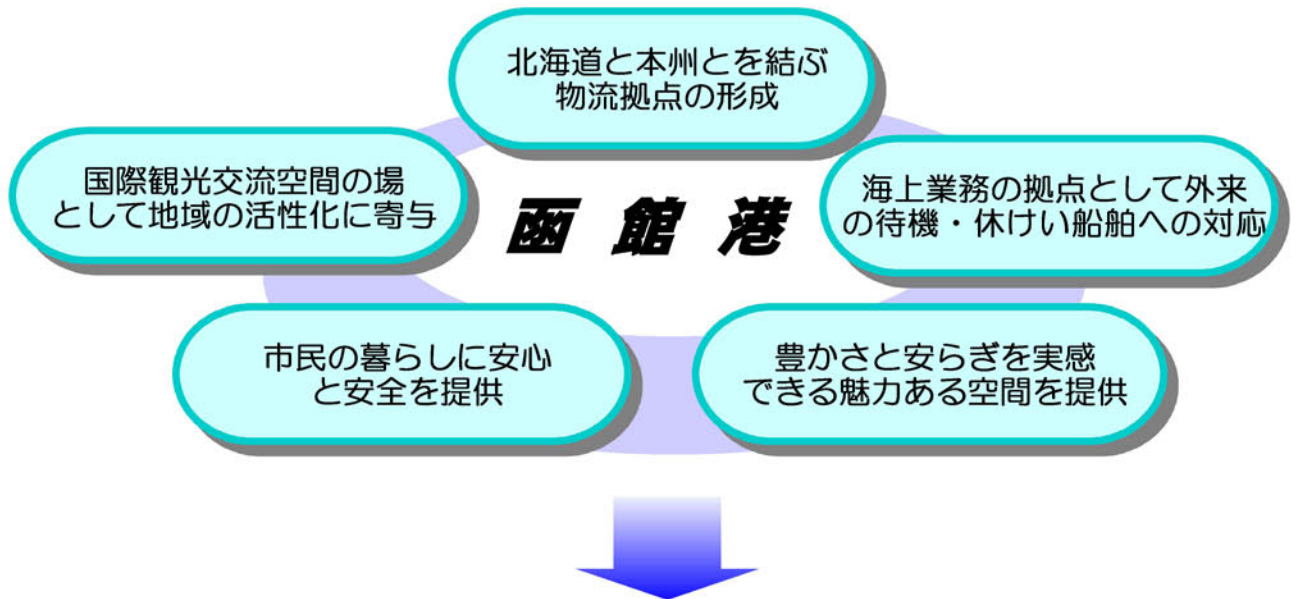 北海道と本州とを結ぶ
物流拠点の形成
国際観光交流空間の場
として地域の活性化に寄与
函館港
海上業務の拠点として外来
の待機・休けい船舶への対応
市民の暮らしに安心
と安全を提供
豊かさと安らぎを実感
できる魅力ある空間を提供